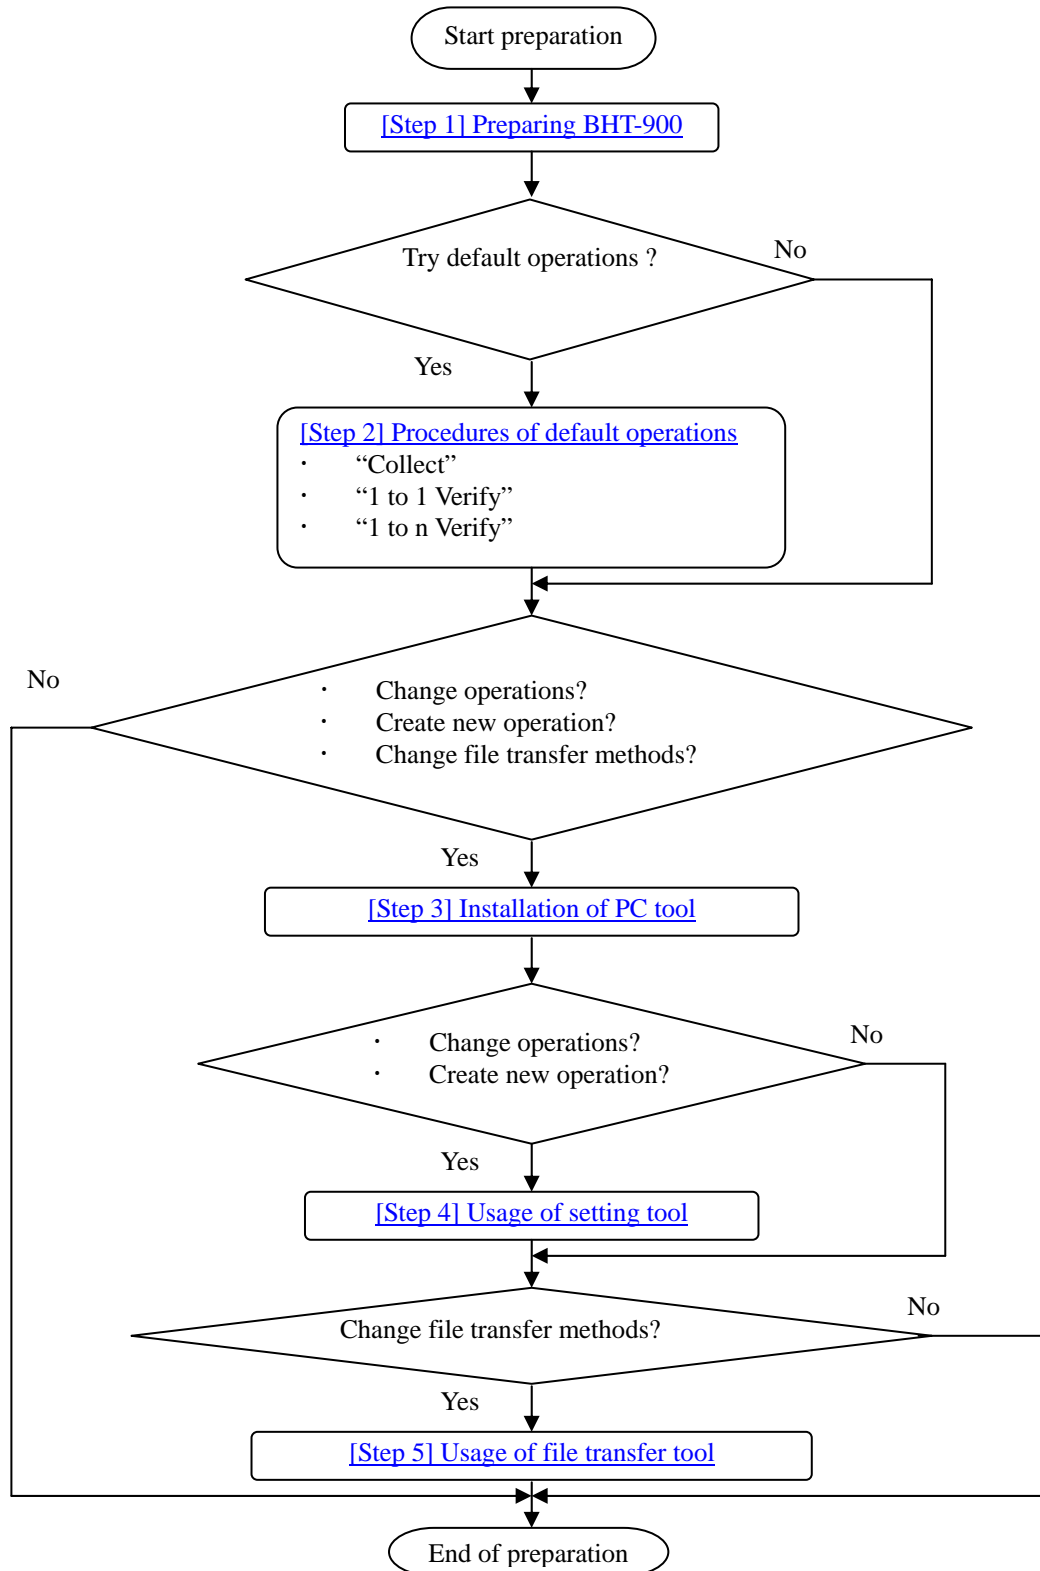 Start preparation
[Step 1] Preparing BHT-900
Try default operations ?
No
Yes
[Step 2] Procedures of default operations
・ “Collect”
・ “1 to 1 Verify”
・ “1 to n Verify”
No
・ Change operations?
・ Create new operation?
・ Change file transfer methods?
Yes
[Step 3] Installation of PC tool
No
・ Change operations?
・ Create new operation?
Yes
[Step 4] Usage of setting tool
No
Change file transfer methods?
Yes
[Step 5] Usage of file transfer tool
End of preparation